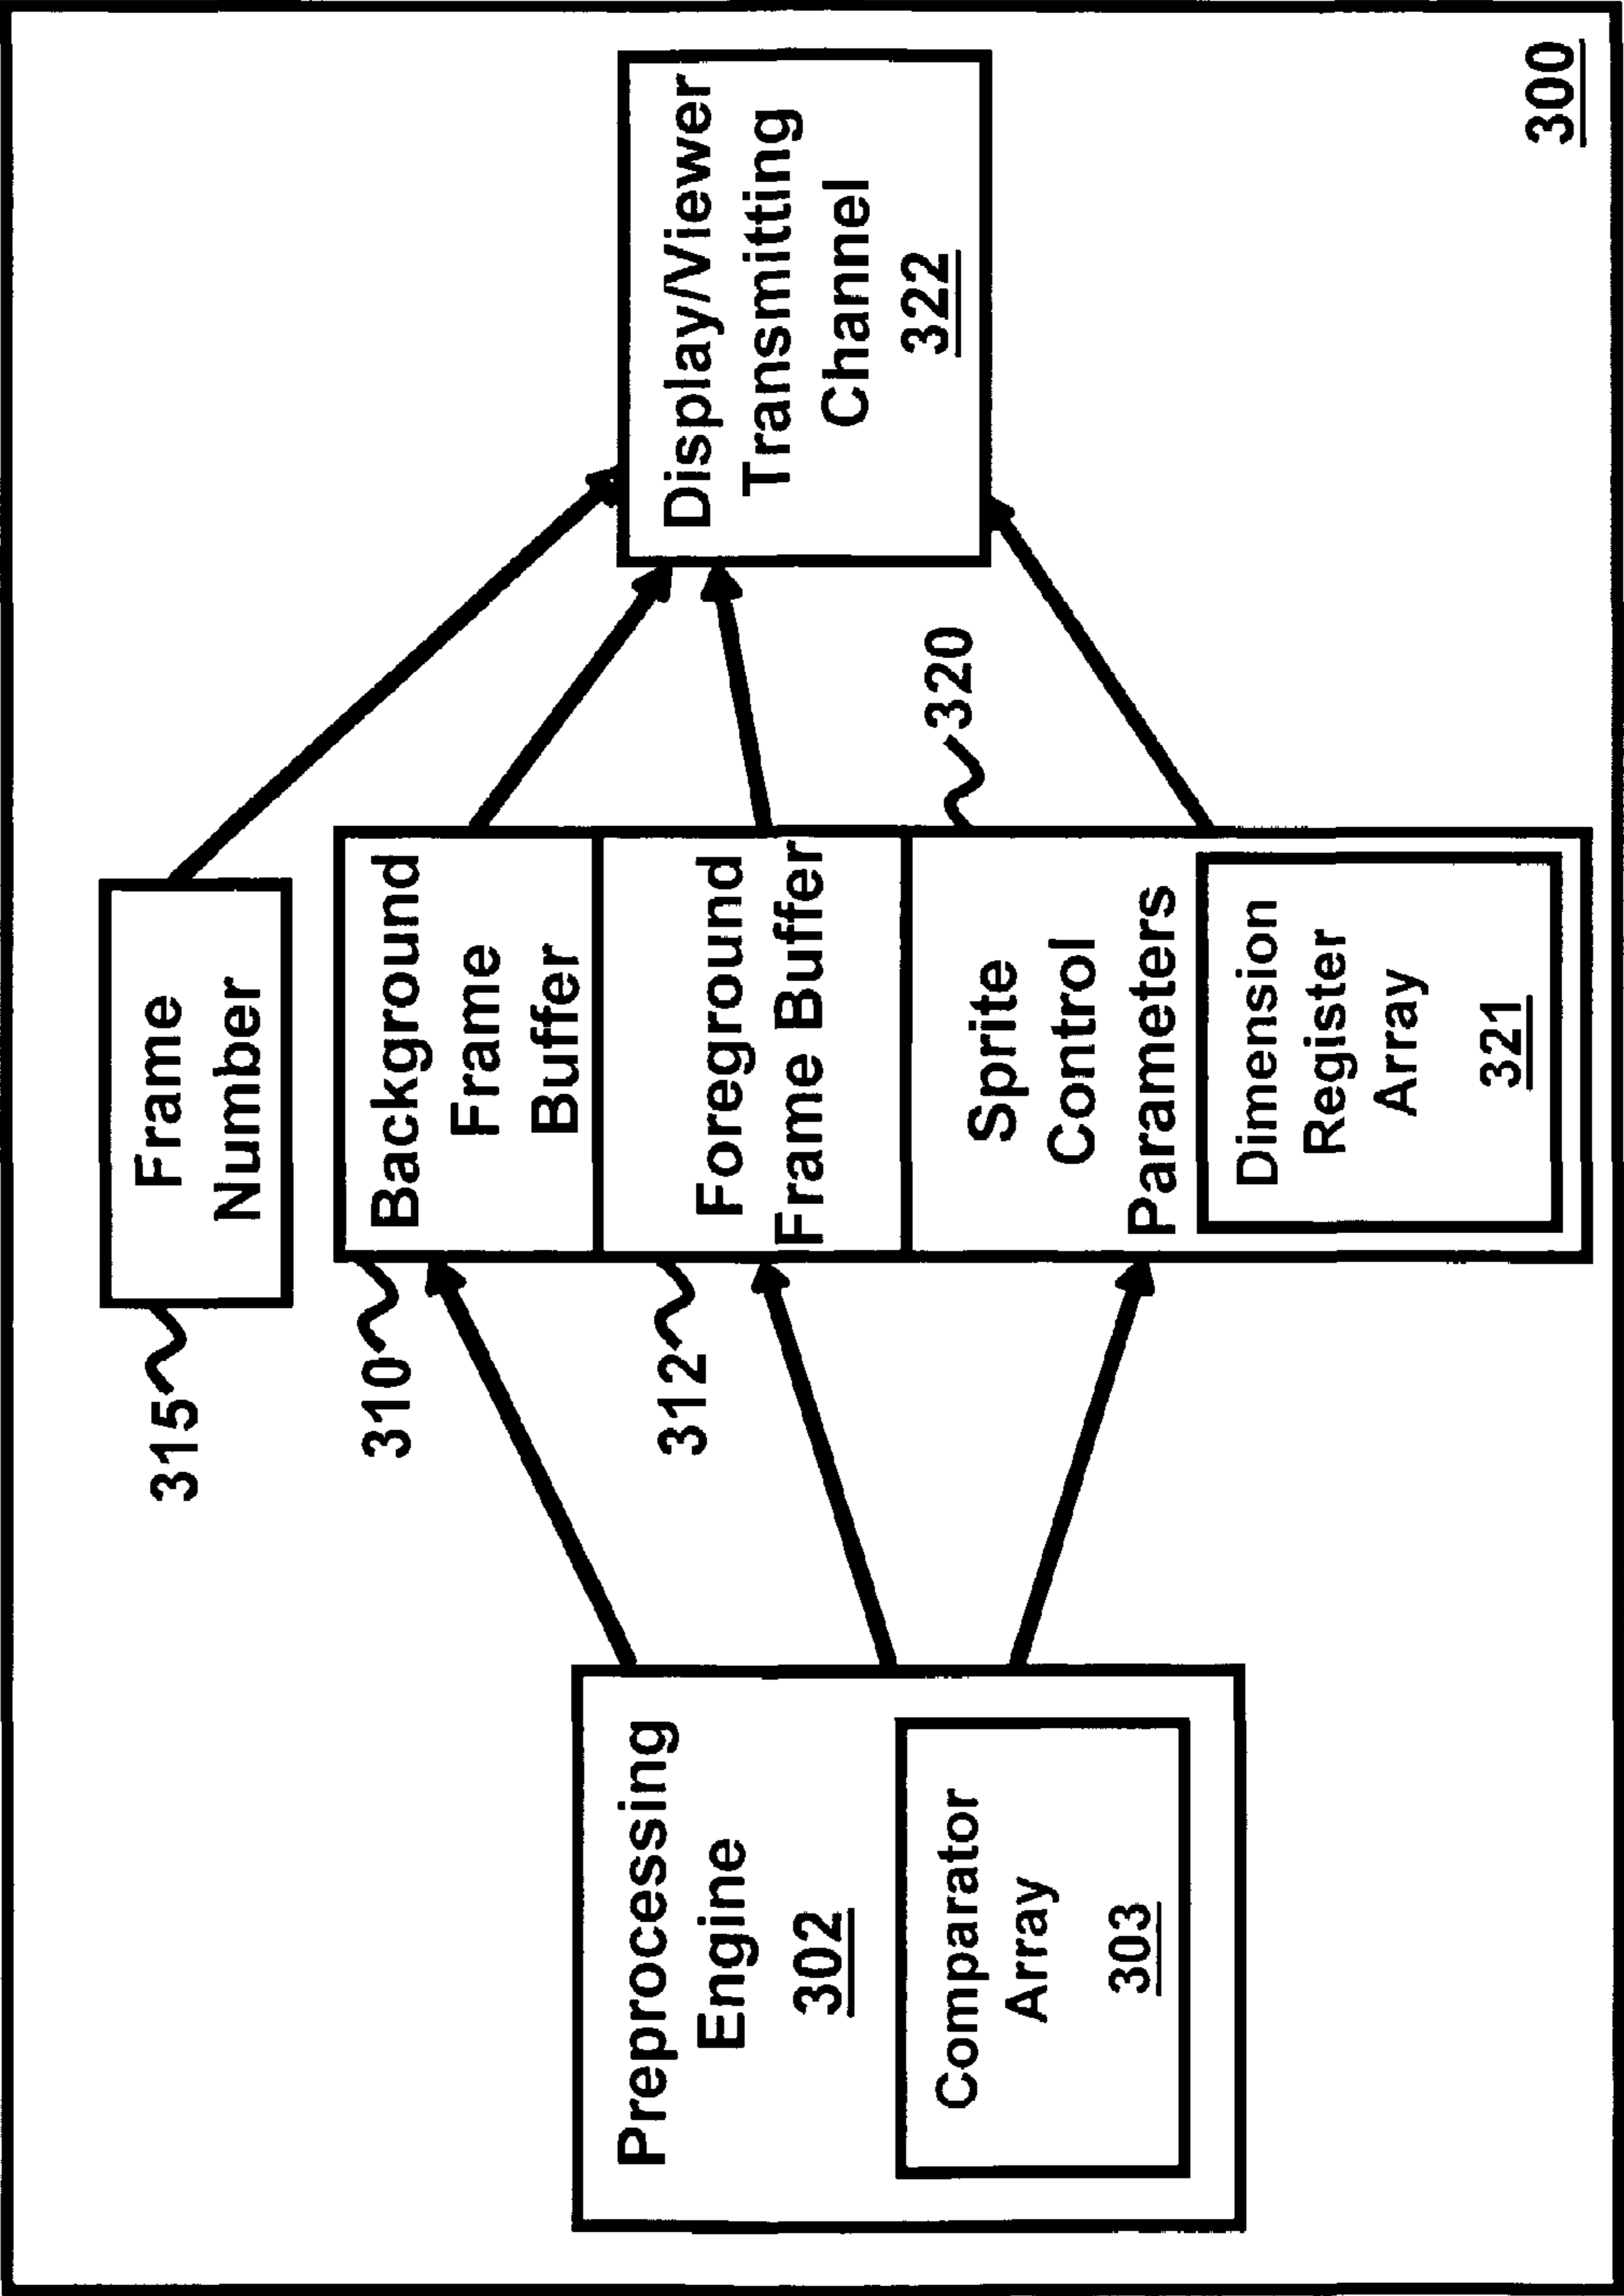 315
Frame
Number
310
Background
Frame
Buffer
312
Foreground
Frame Buffer
320
Sprite
Control
Parameters
Dimension
Register
Array
321
Preprocessing
Engine
302
Comparator
Array
303
Display/Viewer
Transmitting
Channel
322
300